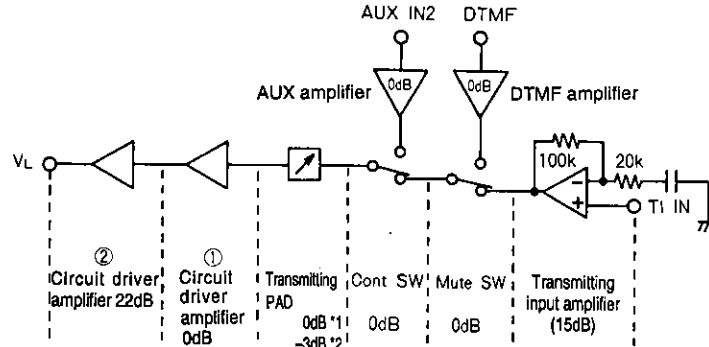 AUX IN2
DTMF
0dB
0dB
AUX amplifier
DTMF amplifier
VL
100k
20k
−
+
T1 IN
②
Circuit driver
amplifier 22dB
①
Circuit
driver
amplifier
0dB
Transmitting
PAD
0dB *1
−3dB *2
Cont SW
0dB
Mute SW
0dB
Transmitting
input amplifier
(15dB)